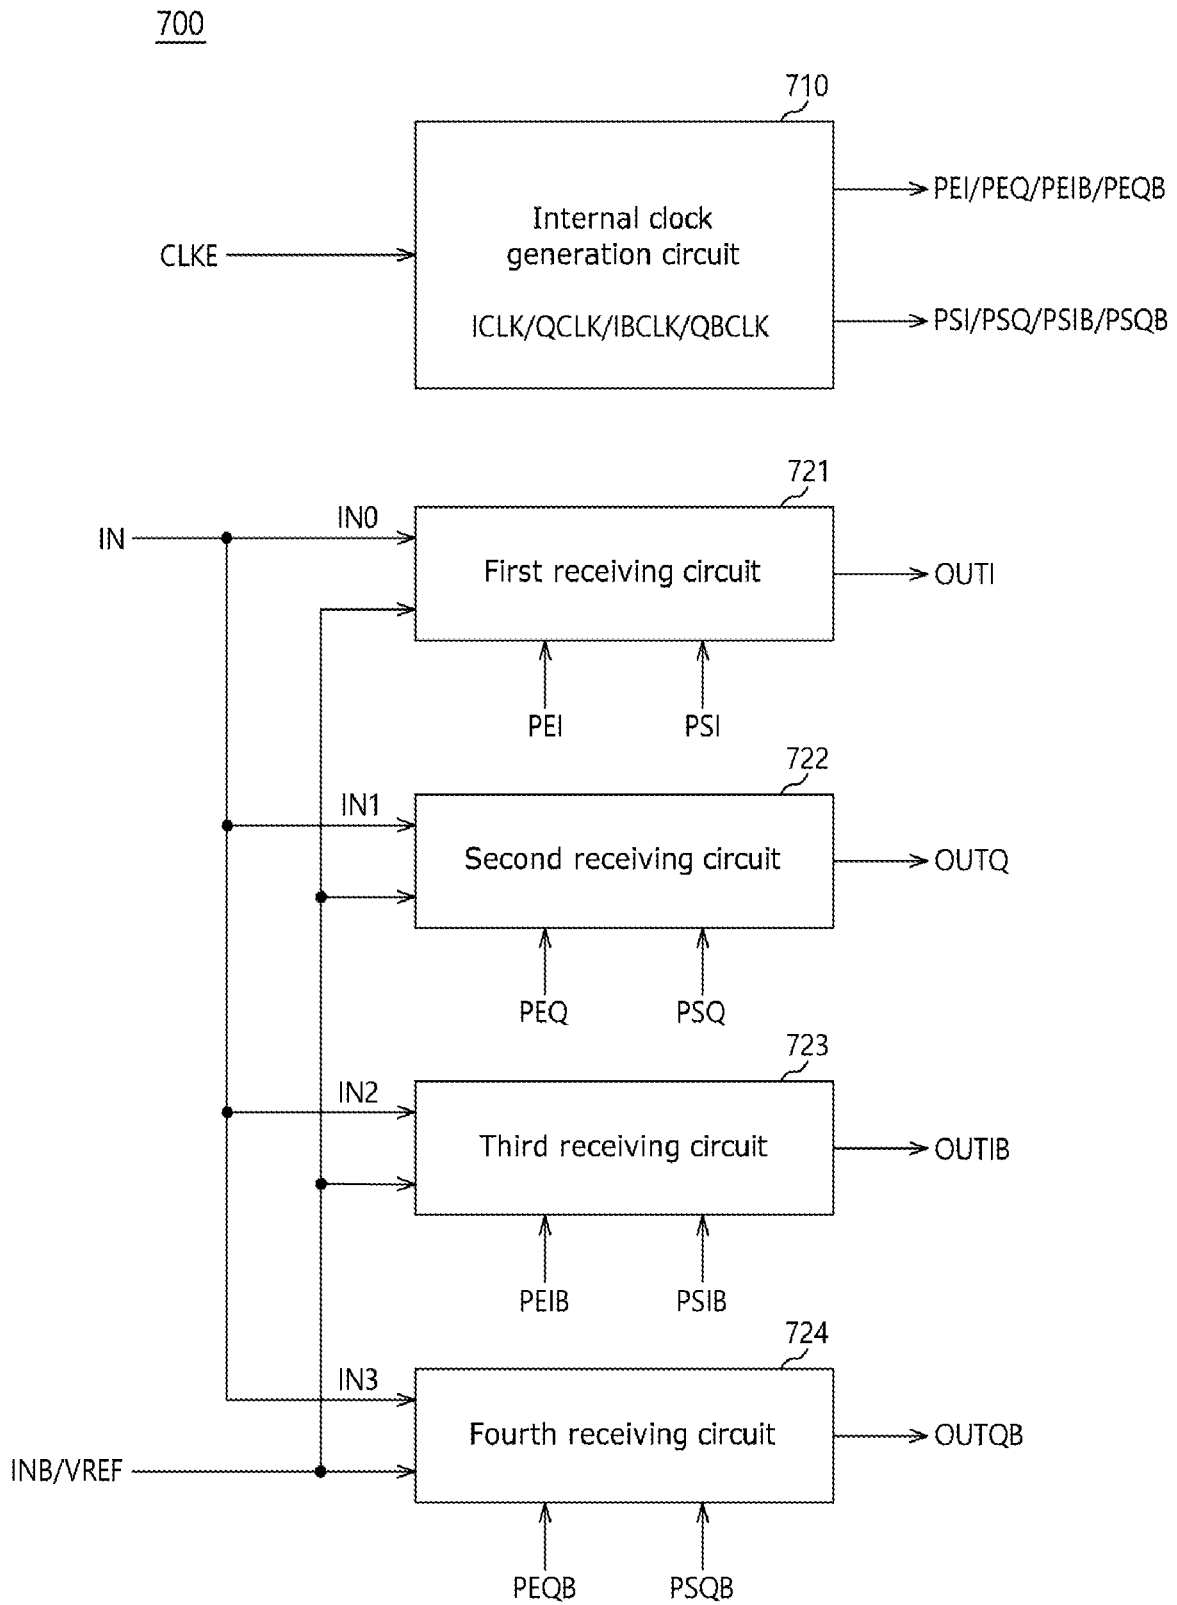 700
710
Internal clock
generation circuit
ICLK/QCLK/IBCLK/QBCLK
CLKE
PEI/PEQ/PEIB/PEQB
PSI/PSQ/PSIB/PSQB
721
IN
IN0
First receiving circuit
OUTI
PEI
PSI
722
IN1
Second receiving circuit
OUTQ
PEQ
PSQ
723
IN2
Third receiving circuit
OUTIB
PEIB
PSIB
724
IN3
Fourth receiving circuit
OUTQB
INB/VREF
PEQB
PSQB